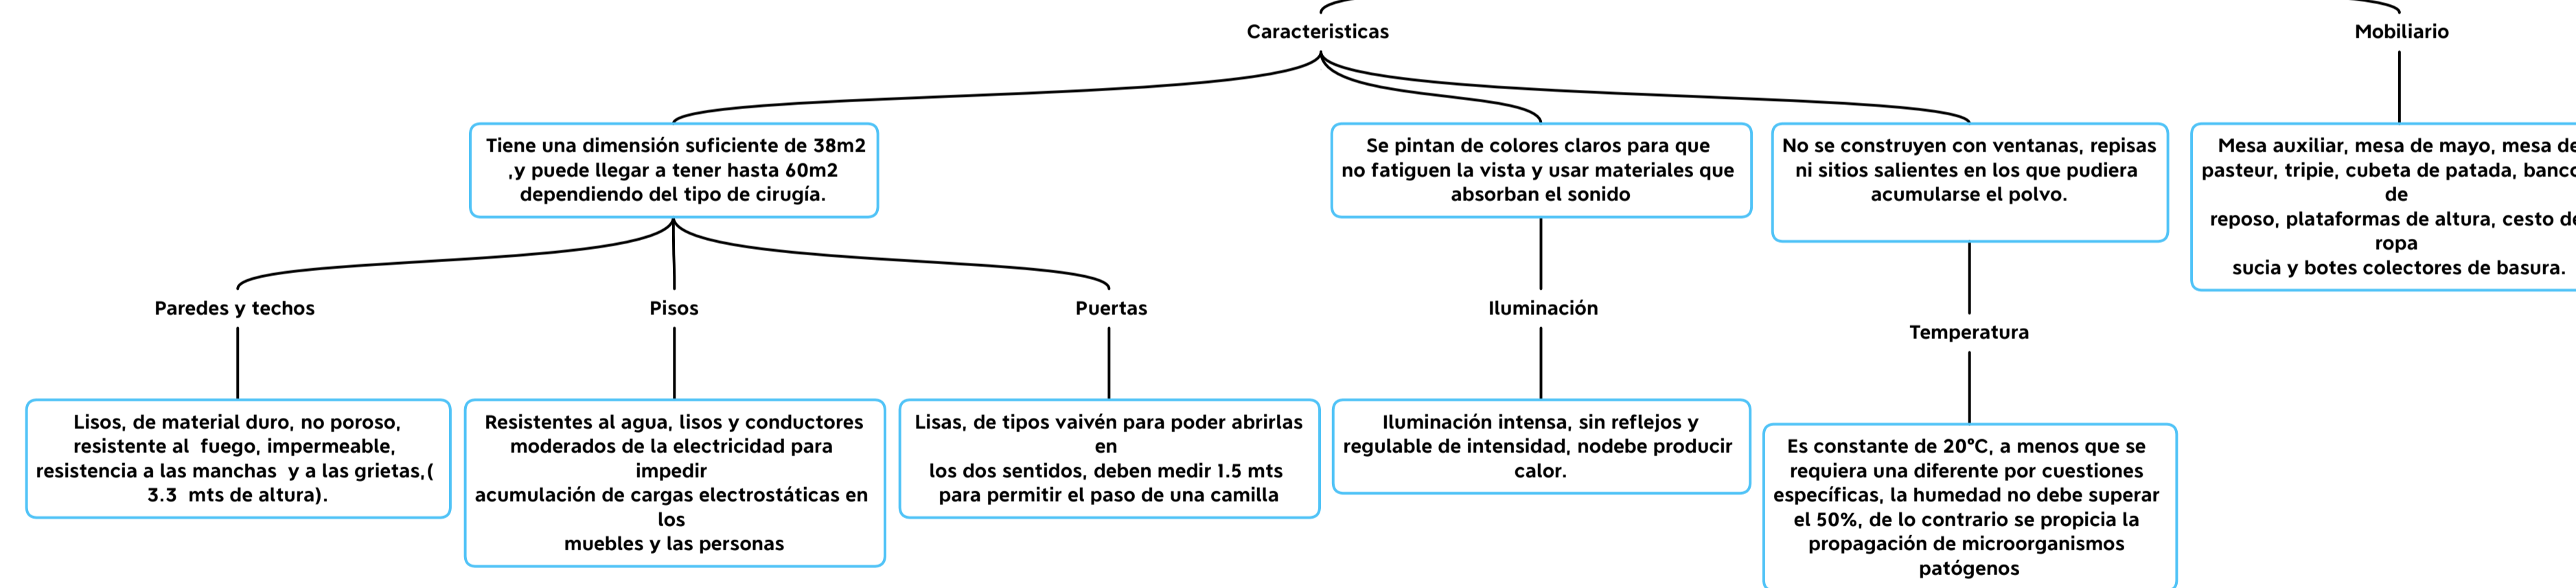 Caracteristicas
Mobiliario
Tiene una dimensión suficiente de 38m2
,y puede llegar a tener hasta 60m2
dependiendo del tipo de cirugía.
Se pintan de colores claros para que
no fatiguen la vista y usar materiales que
absorban el sonido
No se construyen con ventanas, repisas
ni sitios salientes en los que pudiera
acumularse el polvo.
Mesa auxiliar, mesa de mayo, mesa de
pasteur, tripie, cubeta de patada, banco
de
reposo, plataformas de altura, cesto de
ropa
sucia y botes colectores de basura.
Paredes y techos
Pisos
Puertas
Iluminación
Temperatura
Lisos, de material duro, no poroso,
resistente al  fuego, impermeable,
resistencia a las manchas  y a las grietas,(
3.3  mts de altura).
Resistentes al agua, lisos y conductores
moderados de la electricidad para
impedir
acumulación de cargas electrostáticas en
los
muebles y las personas
Lisas, de tipos vaivén para poder abrirlas
en
los dos sentidos, deben medir 1.5 mts
para permitir el paso de una camilla
Iluminación intensa, sin reflejos y
regulable de intensidad, nodebe producir
calor.
Es constante de 20°C, a menos que se
requiera una diferente por cuestiones
específicas, la humedad no debe superar
el 50%, de lo contrario se propicia la
propagación de microorganismos
patógenos